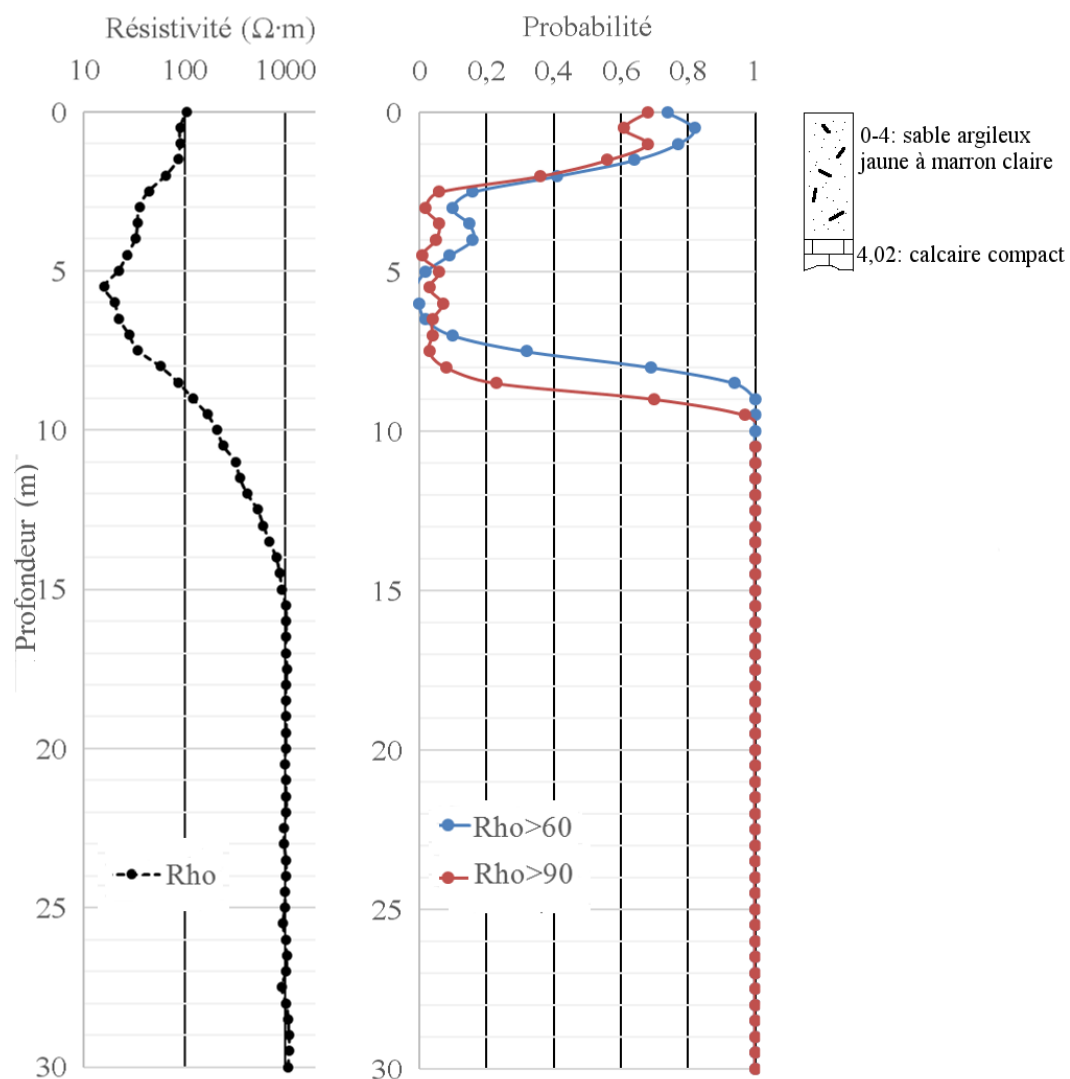 Résistivité (Ω·m)
10 100 1000
Probabilité
0 0,2 0,4 0,6 0,8 1
Profondeur (m)
0
5
10
15
20
25
30
Rho
0
5
10
15
20
25
30
Rho>60
Rho>90
0-4: sable argileux
jaune à marron claire
4,02: calcaire compact